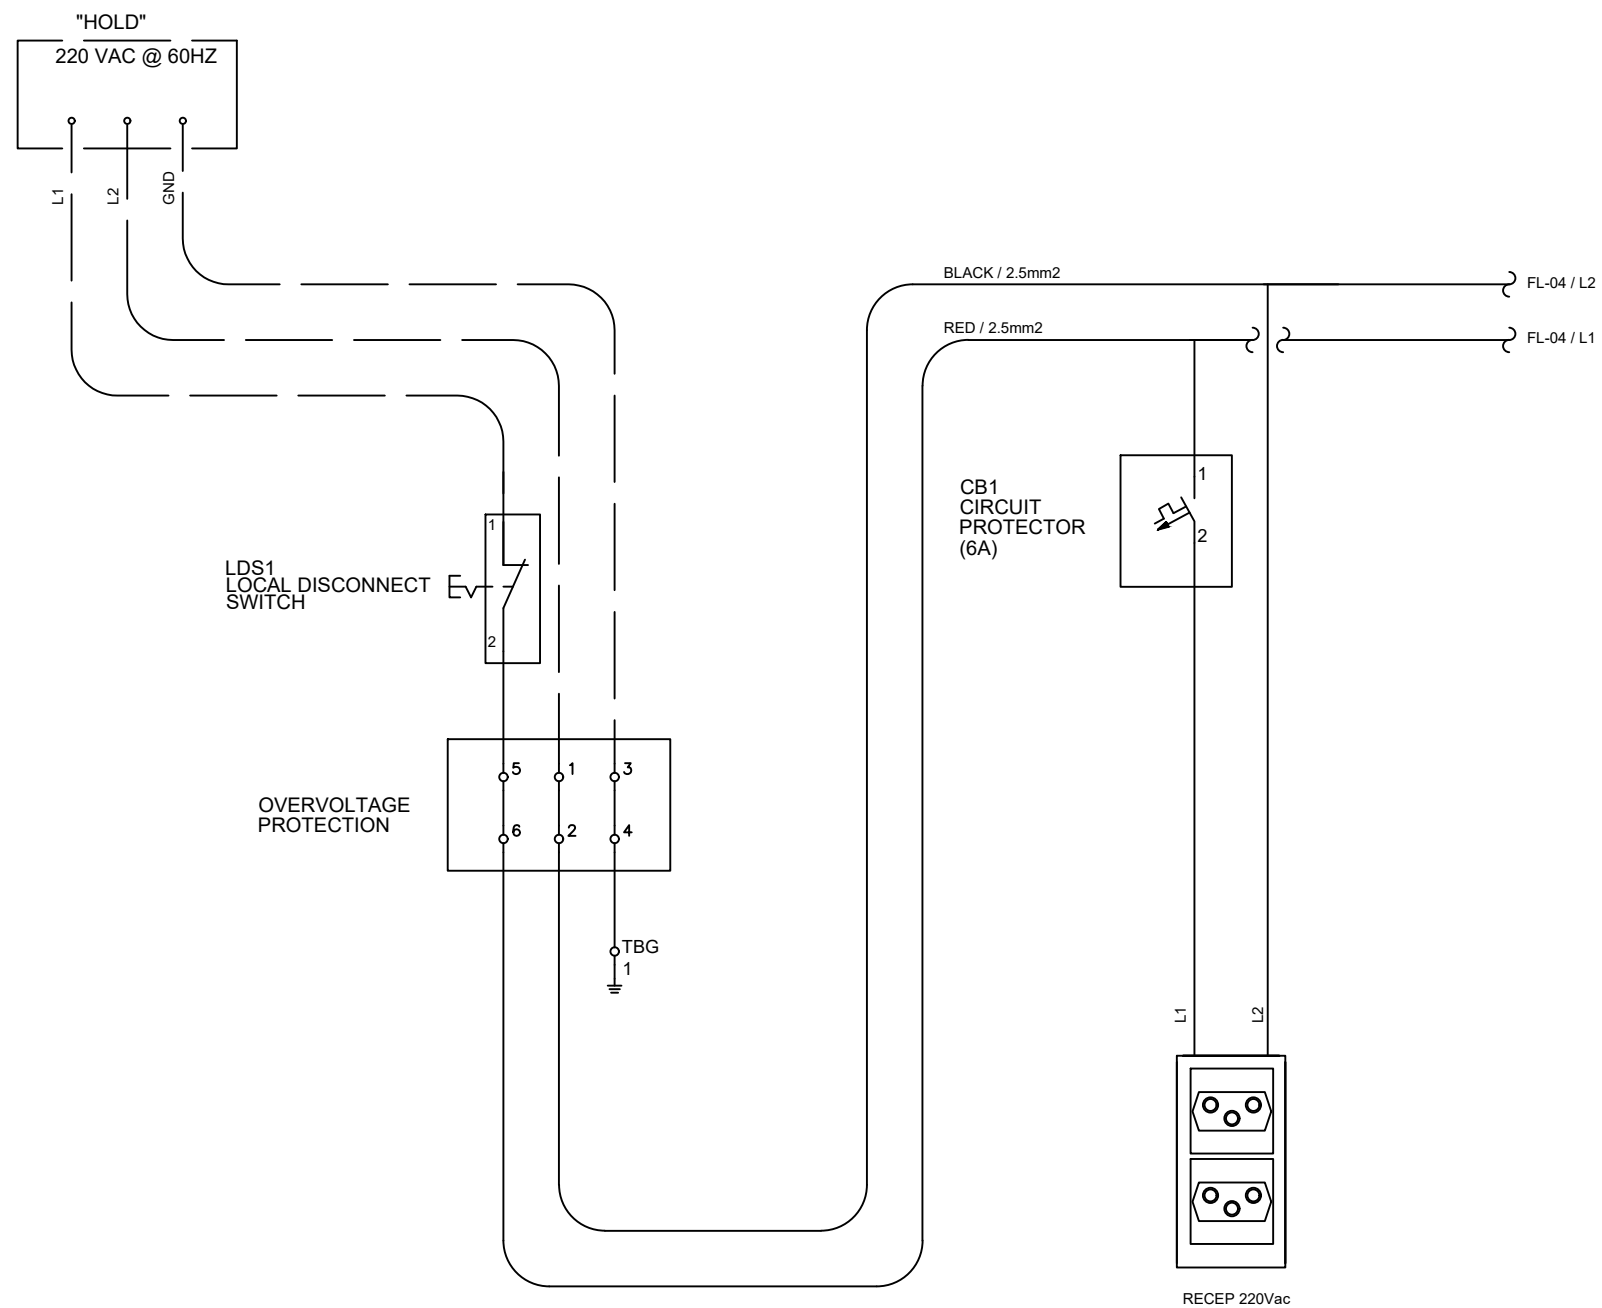 "HOLD"
220 VAC @ 60HZ
L1
L2
GND
BLACK / 2.5mm2
FL-04 / L2
RED / 2.5mm2
FL-04 / L1
CB1
CIRCUIT
PROTECTOR
(6A)
1
2
LDS1
LOCAL DISCONNECT
SWITCH
1
2
OVERVOLTAGE
PROTECTION
5 1 3
6 2 4
TBG
1
L1
L2
RECEP 220Vac